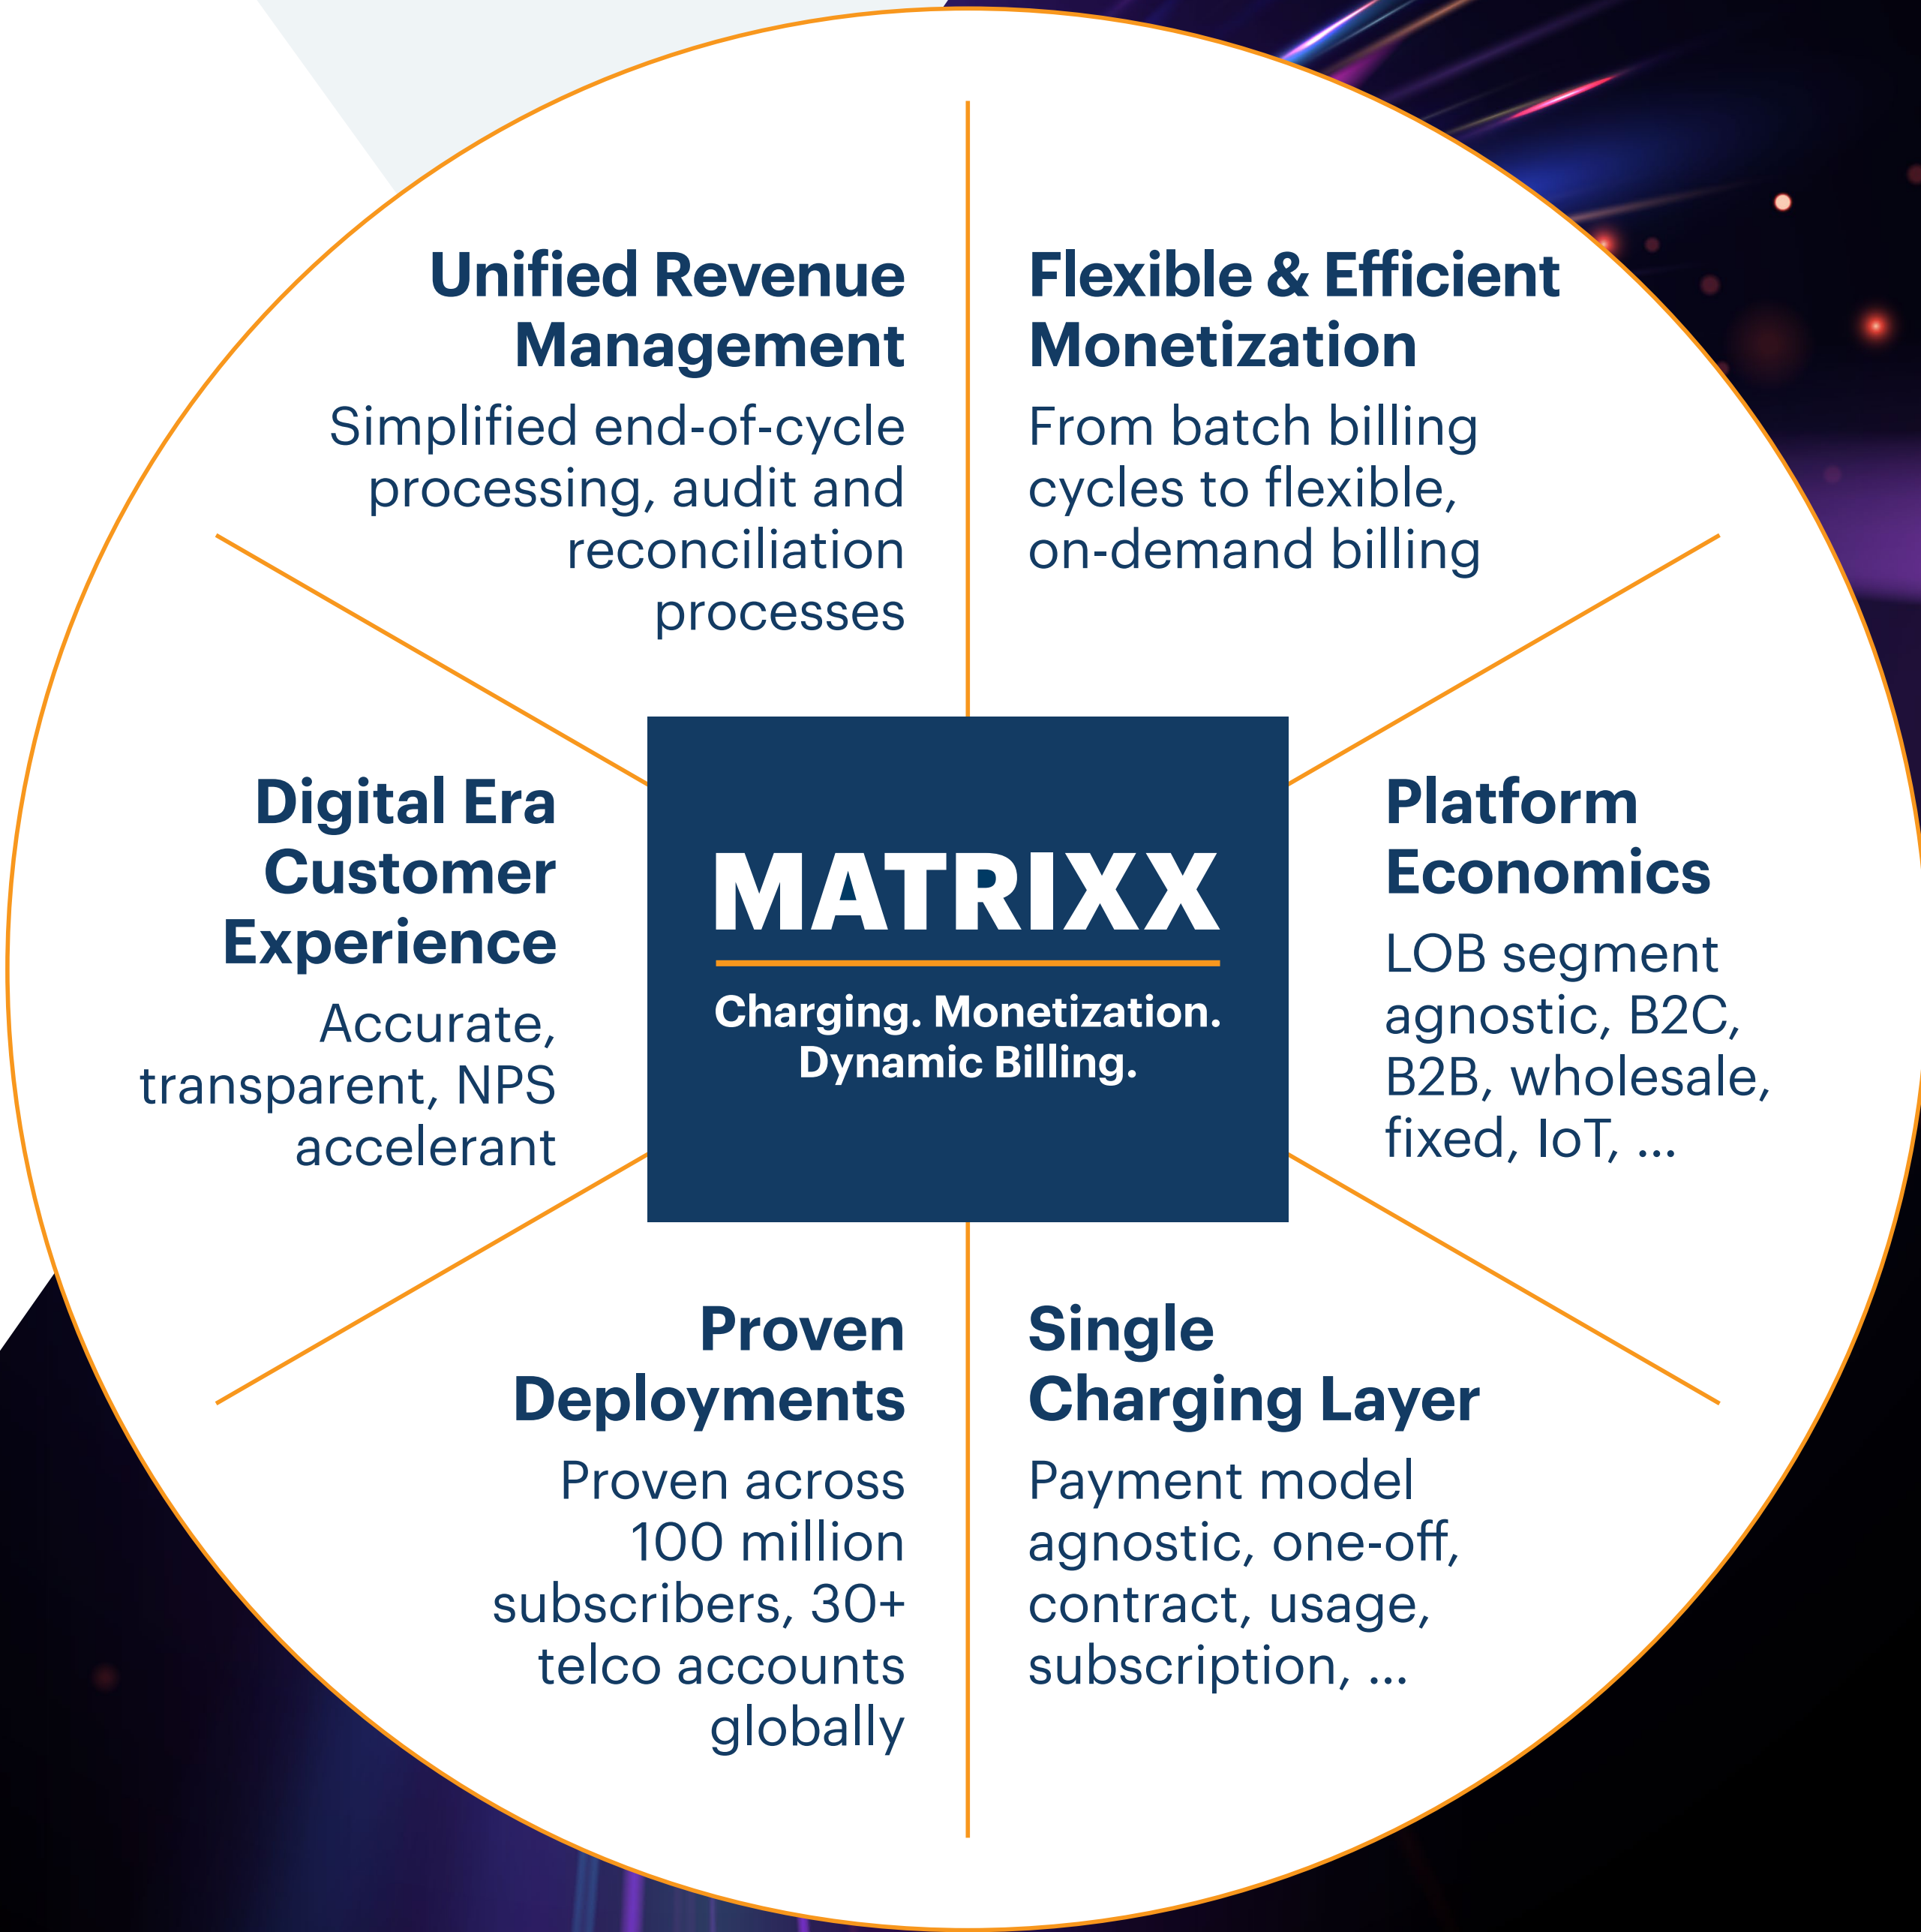 Unified Revenue
Management
Simplified end-of-cycle
processing, audit and
reconciliation
processes
Flexible & Efficient
Monetization
From batch billing
cycles to flexible,
on-demand billing
Digital Era
Customer
Experience
Accurate,
transparent, NPS
accelerant
MATRIXX
Charging. Monetization.
Dynamic Billing.
Platform
Economics
LOB segment
agnostic, B2C,
B2B, wholesale,
fixed, IoT, ...
Proven
Deployments
Proven across
100 million
subscribers, 30+
telco accounts
globally
Single
Charging Layer
Payment model
agnostic, one-off,
contract, usage,
subscription, ...